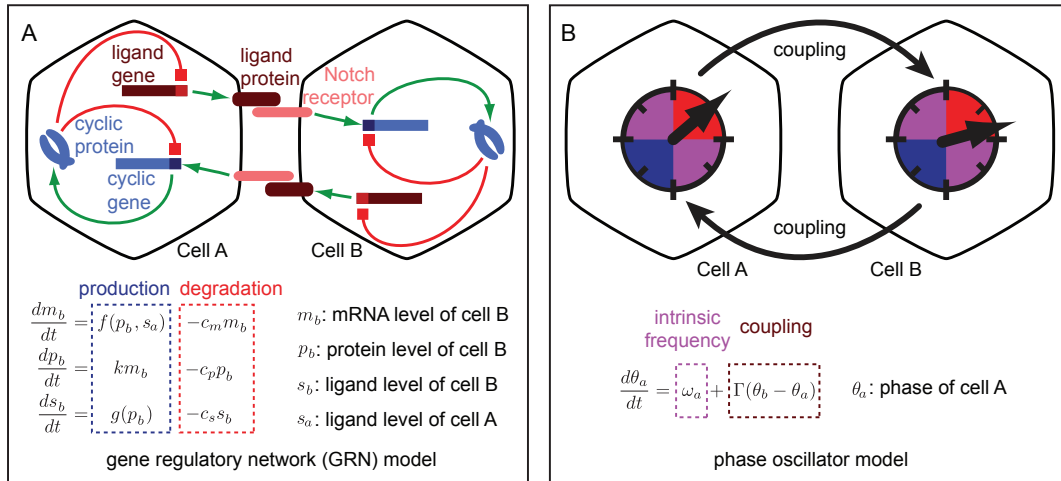 A
ligand
gene
ligand
protein
Notch
receptor
cyclic
protein
cyclic
gene
Cell A
Cell B
production
degradation
dm_b/dt = f(p_b, s_a) −c_m m_b
dp_b/dt = km_b −c_p p_b
ds_b/dt = g(p_b) −c_s s_b
m_b: mRNA level of cell B
p_b: protein level of cell B
s_b: ligand level of cell B
s_a: ligand level of cell A
gene regulatory network (GRN) model
B
coupling
coupling
Cell A
Cell B
intrinsic
frequency
coupling
dθ_a/dt = ω_a + Γ(θ_b − θ_a)
θ_a: phase of cell A
phase oscillator model